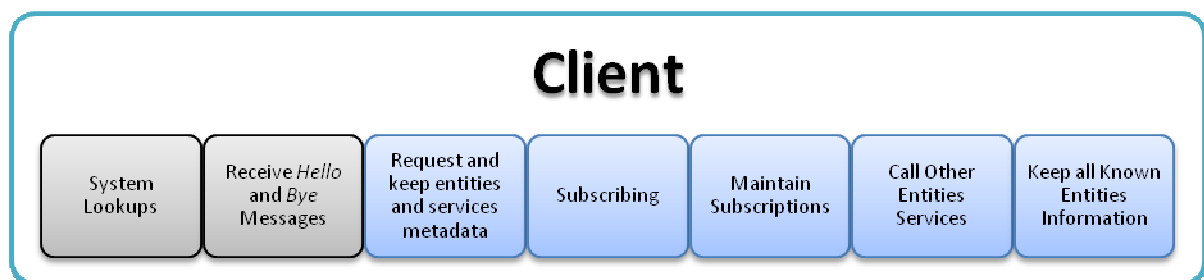 Client
System
Lookups
Receive Hello
and Bye
Messages
Request and
keep entities
and services
metadata
Subscribing
Maintain
Subscriptions
Call Other
Entities
Services
Keep all Known
Entities
Information